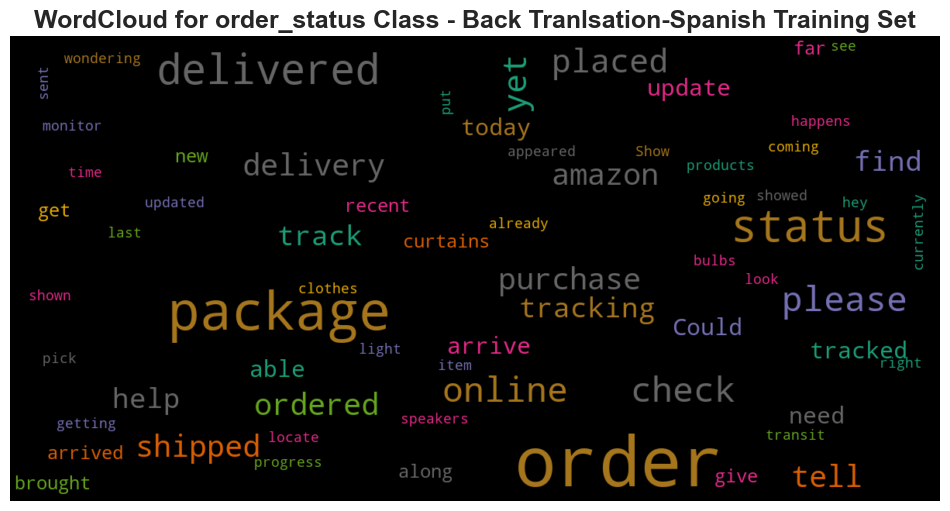 WordCloud for order_status Class - Back Tranlsation-Spanish Training Set
wondering
delivered
sent
put
yet
placed
far
see
update
monitor
today
happens
new
delivery
appeared
Show
coming
time
amazon
products
find
get
updated
recent
going
showed
hey
last
track
curtains
already
status
currently
bulbs
shown
clothes
purchase
look
package
tracking
please
Could
pick
light
arrive
tracked
able
item
right
help
ordered
online
check
getting
speakers
need
arrived
shipped
locate
transit
progress
order
brought
along
give
tell